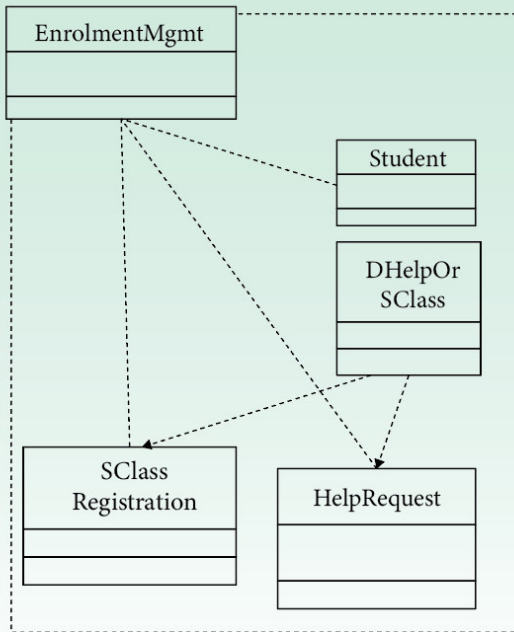 EnrolmentMgmt
Student
DHelpOr
SClass
SClass
Registration
HelpRequest